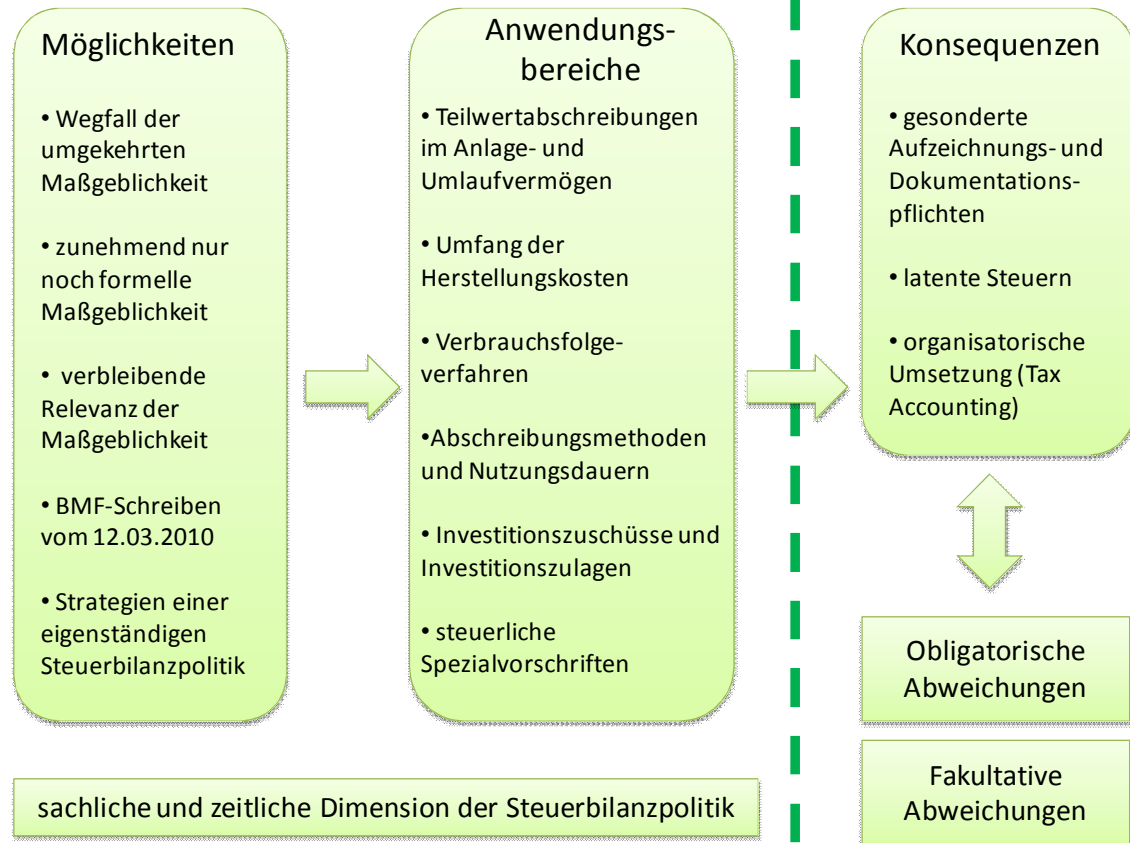 Möglichkeiten
• Wegfall der
umgekehrten
Maßgeblichkeit
• zunehmend nur
noch formelle
Maßgeblichkeit
• verbleibende
Relevanz der
Maßgeblichkeit
• BMF-Schreiben
vom 12.03.2010
• Strategien einer
eigenständigen
Steuerbilanzpolitik
Anwendungs-
bereiche
• Teilwertabschreibungen
im Anlage- und
Umlaufvermögen
• Umfang der
Herstellungskosten
• Verbrauchsfolge-
verfahren
•Abschreibungsmethoden
und Nutzungsdauern
• Investitionszuschüsse und
Investitionszulagen
• steuerliche
Spezialvorschriften
sachliche und zeitliche Dimension der Steuerbilanzpolitik
Konsequenzen
• gesonderte
Aufzeichnungs- und
Dokumentations-
pflichten
• latente Steuern
• organisatorische
Umsetzung (Tax
Accounting)
Obligatorische
Abweichungen
Fakultative
Abweichungen